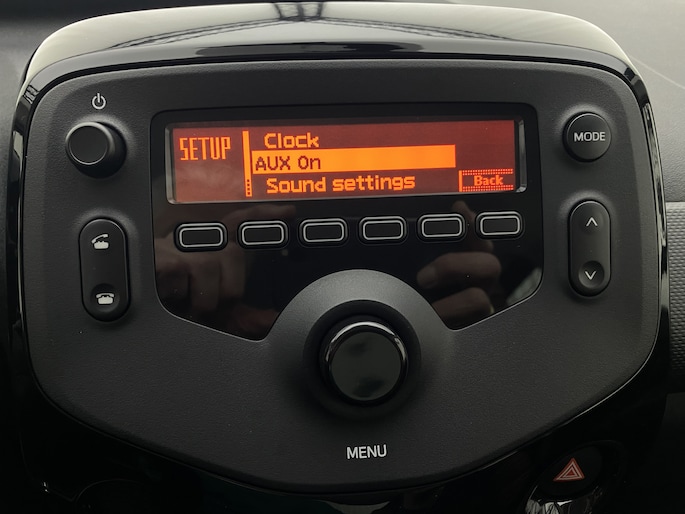 SETUP
Clock
AUX On
Sound settings
Back
MODE
MENU